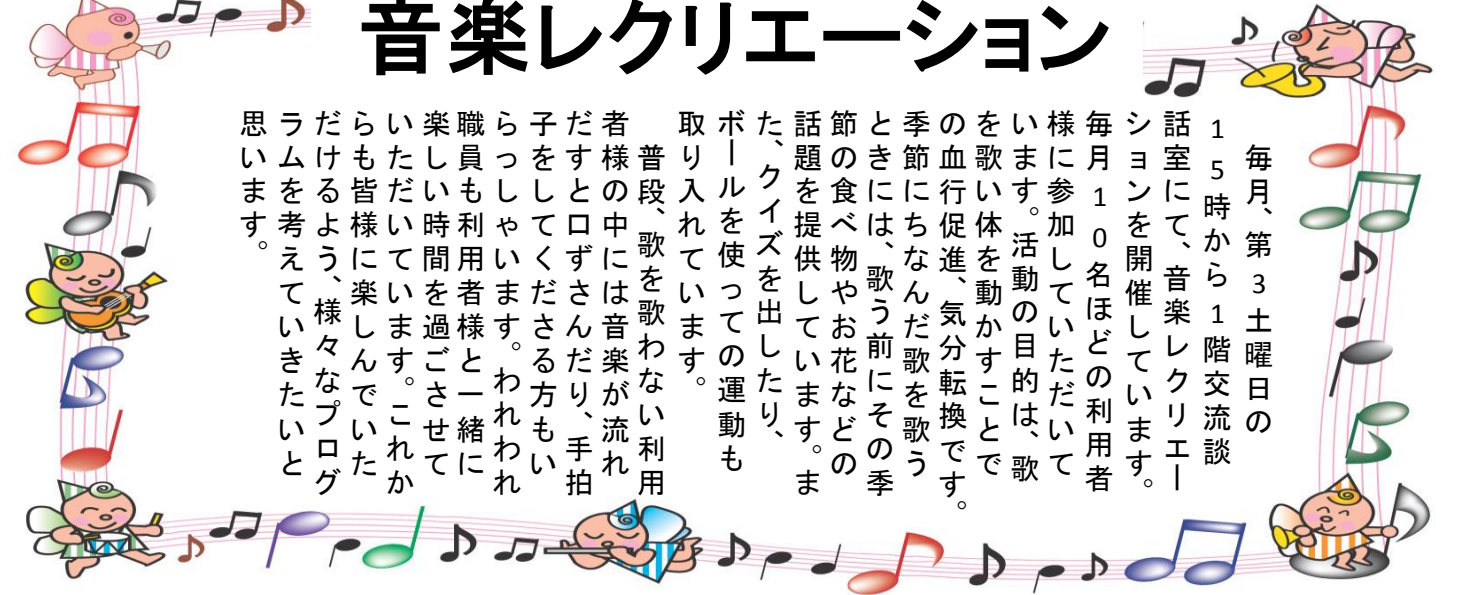 音楽レクリエーション
毎月、第3土曜日の
15時から1階交流談
話室にて、音楽レクリエー
ションを開催しています。
毎月10名ほどの利用者
様に参加していただいて
います。活動の目的は、歌
を歌い体を動かすことで
の血行促進、気分転換です。
季節にちなんだ歌を歌う
ときには、歌う前にその季
節の食べ物やお花などの
話題を提供しています。ま
た、クイズを出したり、
ボールを使っての運動も
取り入れています。
普段、歌を歌わない利用
者様の中には音楽が流れ
だすと口ずさんだり、手拍
子をしてくださる方もい
らっしゃいます。われわれ
職員も利用者様と一緒に
楽しい時間を過ごさせて
いただいています。これか
らも皆様に楽しんでいた
だけるよう、様々なプログ
ラムを考えていきたいと
思います。